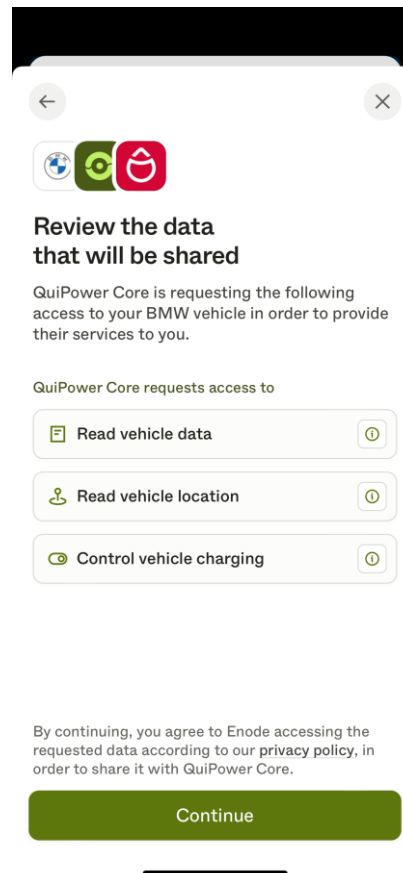 Review the data
that will be shared
QuiPower Core is requesting the following
access to your BMW vehicle in order to provide
their services to you.
QuiPower Core requests access to
Read vehicle data
Read vehicle location
Control vehicle charging
By continuing, you agree to Enode accessing the
requested data according to our privacy policy, in
order to share it with QuiPower Core.
Continue